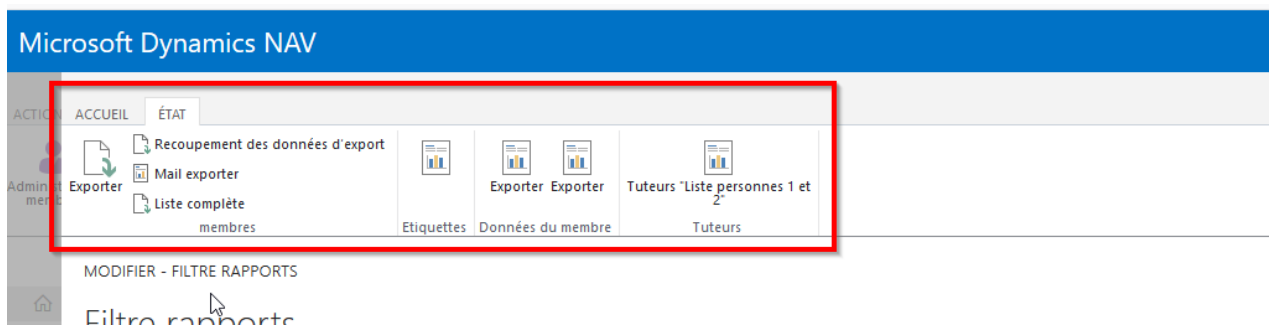 Microsoft Dynamics NAV
ACTION ACCUEIL ÉTAT
Recoupement des données d'export
Mail exporter
Exporter Exporter Exporter Tuteurs "Liste personnes 1 et
2"
Liste complète
membres Etiquettes Données du membre Tuteurs
MODIFIER - FILTRE RAPPORTS
Filtre rapports